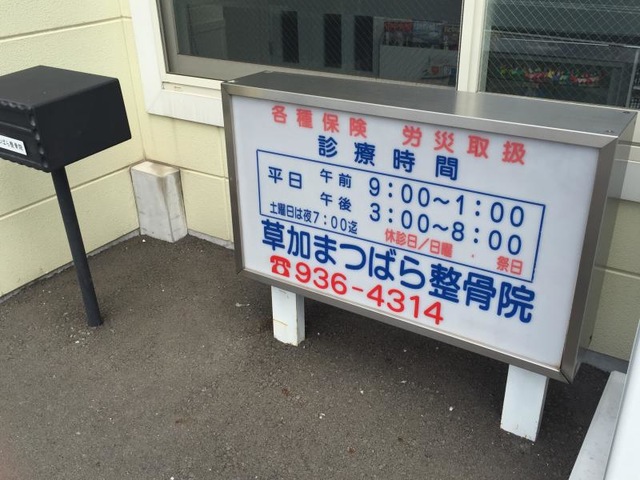 各種保険 労災取扱
診療時間
平日 午前 9:00～1:00
午後 3:00～8:00
土曜日は夜7:00迄 休診日/日曜・祭日
草加まつばら整骨院
☎936-4314